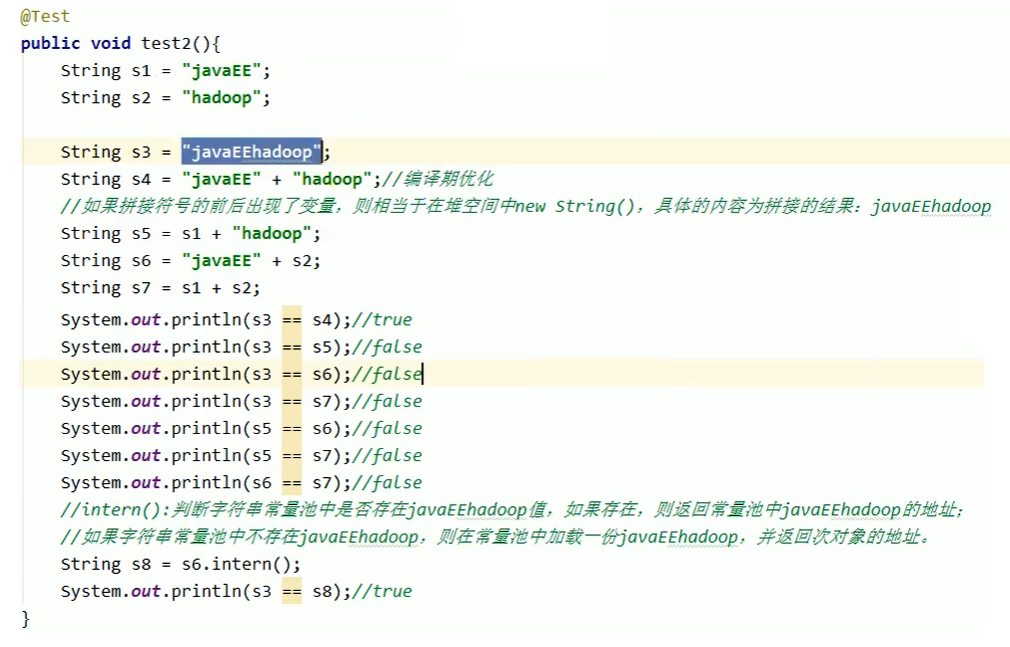 @Test
public void test2(){
String s1 = "javaEE";
String s2 = "hadoop";
String s3 = "javaEEhadoop";
String s4 = "javaEE" + "hadoop";//编译期优化
//如果拼接符号的前后出现了变量，则相当于在堆空间中new String()，具体的内容为拼接的结果：javaEEhadoop
String s5 = s1 + "hadoop";
String s6 = "javaEE" + s2;
String s7 = s1 + s2;
System.out.println(s3 == s4);//true
System.out.println(s3 == s5);//false
System.out.println(s3 == s6);//false
System.out.println(s3 == s7);//false
System.out.println(s5 == s6);//false
System.out.println(s5 == s7);//false
System.out.println(s6 == s7);//false
//intern():判断字符串常量池中是否存在javaEEhadoop值，如果存在，则返回常量池中javaEEhadoop的地址；
//如果字符串常量池中不存在javaEEhadoop，则在常量池中加载一份javaEEhadoop，并返回次对象的地址。
String s8 = s6.intern();
System.out.println(s3 == s8);//true
}